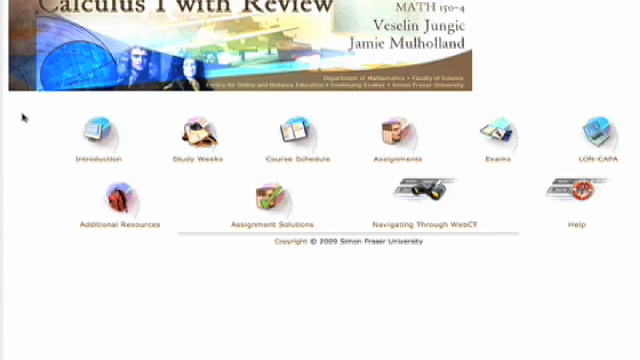 Calculus I with Review
MATH 150-4
Veselin Jungic
Jamie Mulholland
Department of Mathematics • Faculty of Science
Centre for Online and Distance Education • Continuing Studies • Simon Fraser University
Introduction
Study Weeks
Course Schedule
Assignments
Exams
LON-CAPA
Additional Resources
Assignment Solutions
Navigating Through WebCT
Help
Copyright © 2009 Simon Fraser University